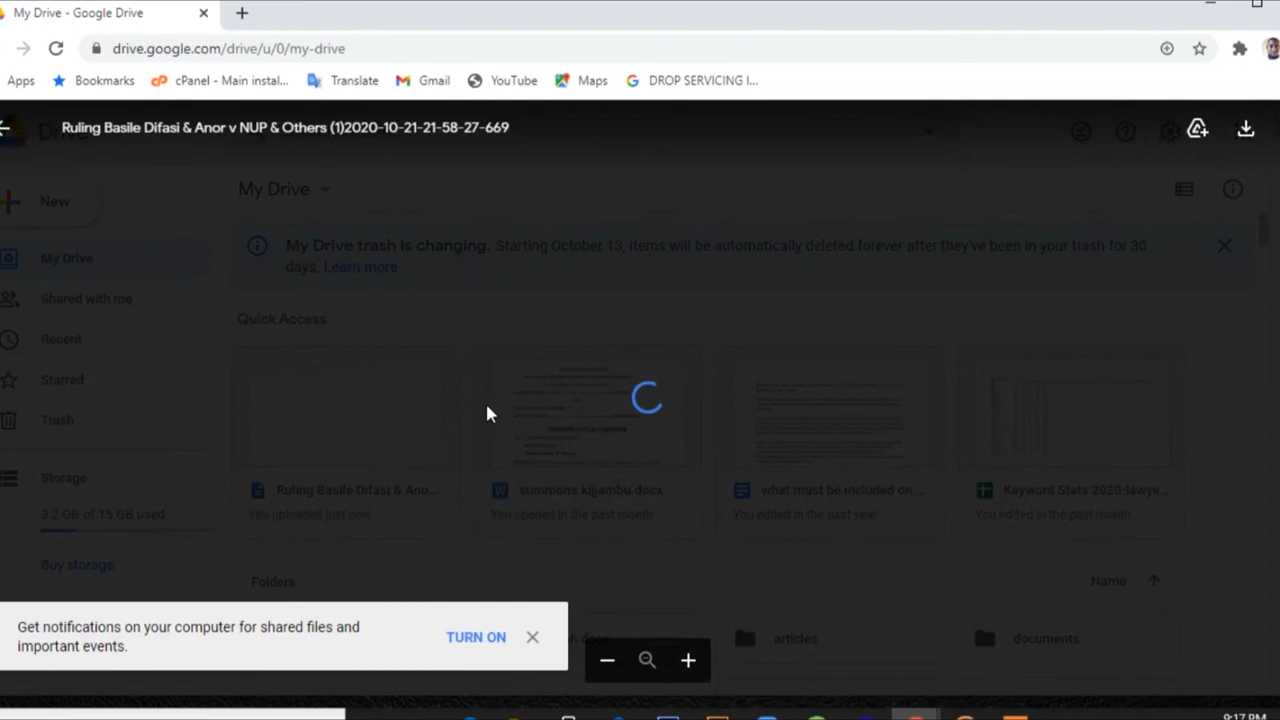 My Drive - Google Drive
drive.google.com/drive/u/0/my-drive
Apps Bookmarks cPanel - Main instal... Translate Gmail YouTube Maps DROP SERVICING I...
Ruling Basile Difasi & Anor v NUP & Others (1)2020-10-21-21-58-27-669
New
My Drive
My Drive trash is changing. Starting October 13, items will be automatically deleted forever after they've been in your trash for 30
days. Learn more
My Drive
Shared with me
Recent
Starred
Trash
Storage
3.2 GB of 15 GB used
Buy storage
Quick Access
Ruling Basile Difasi & Ano...
You uploaded just now
summons kijjambu.docx
You opened in the past month
what must be included on ...
You edited in the past year
Keyword Stats 2020-lawye...
You edited in the past month
Folders
Name
articles
documents
Get notifications on your computer for shared files and
important events.
TURN ON
9:17 PM